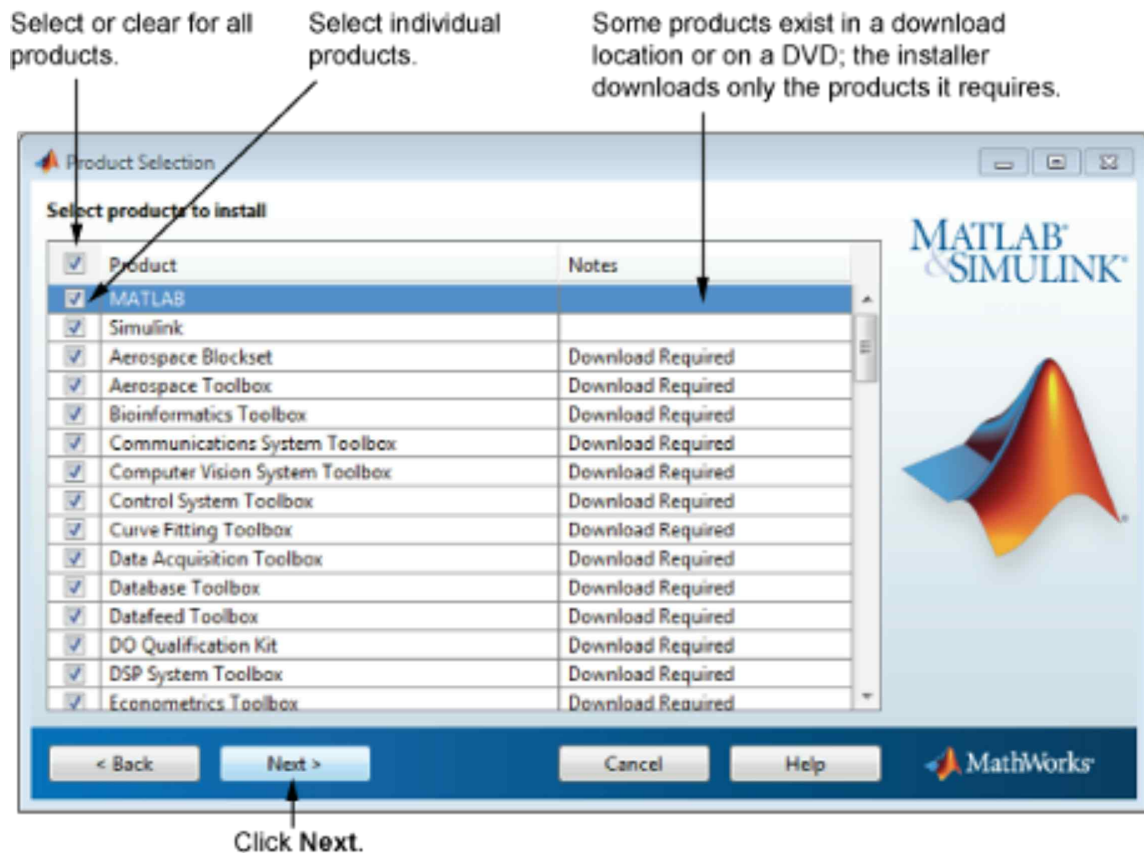 Select or clear for all
products.
Select individual
products.
Some products exist in a download
location or on a DVD; the installer
downloads only the products it requires.
Product Selection
Select products to install
Product Notes
MATLAB
Simulink
Aerospace Blockset Download Required
Aerospace Toolbox Download Required
Bioinformatics Toolbox Download Required
Communications System Toolbox Download Required
Computer Vision System Toolbox Download Required
Control System Toolbox Download Required
Curve Fitting Toolbox Download Required
Data Acquisition Toolbox Download Required
Database Toolbox Download Required
Datafeed Toolbox Download Required
DO Qualification Kit Download Required
DSP System Toolbox Download Required
Econometrics Toolbox Download Required
MATLAB®
&SIMULINK®
< Back Next > Cancel Help MathWorks®
Click Next.